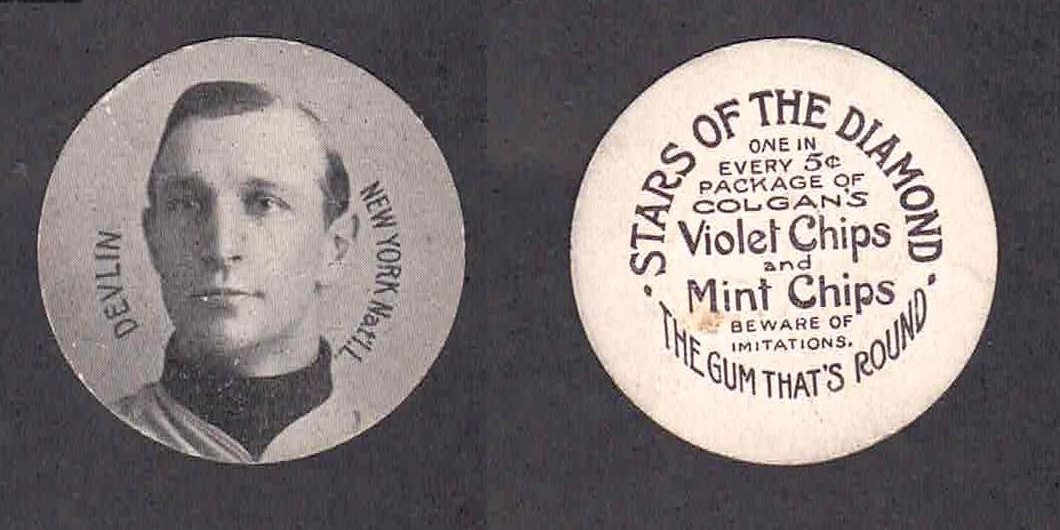 DEVLIN
NEW YORK Nat'l L
STARS OF THE DIAMOND
ONE IN
EVERY 5¢
PACKAGE OF
COLGAN'S
Violet Chips
and
Mint Chips
BEWARE OF
IMITATIONS.
THE GUM THAT'S ROUND